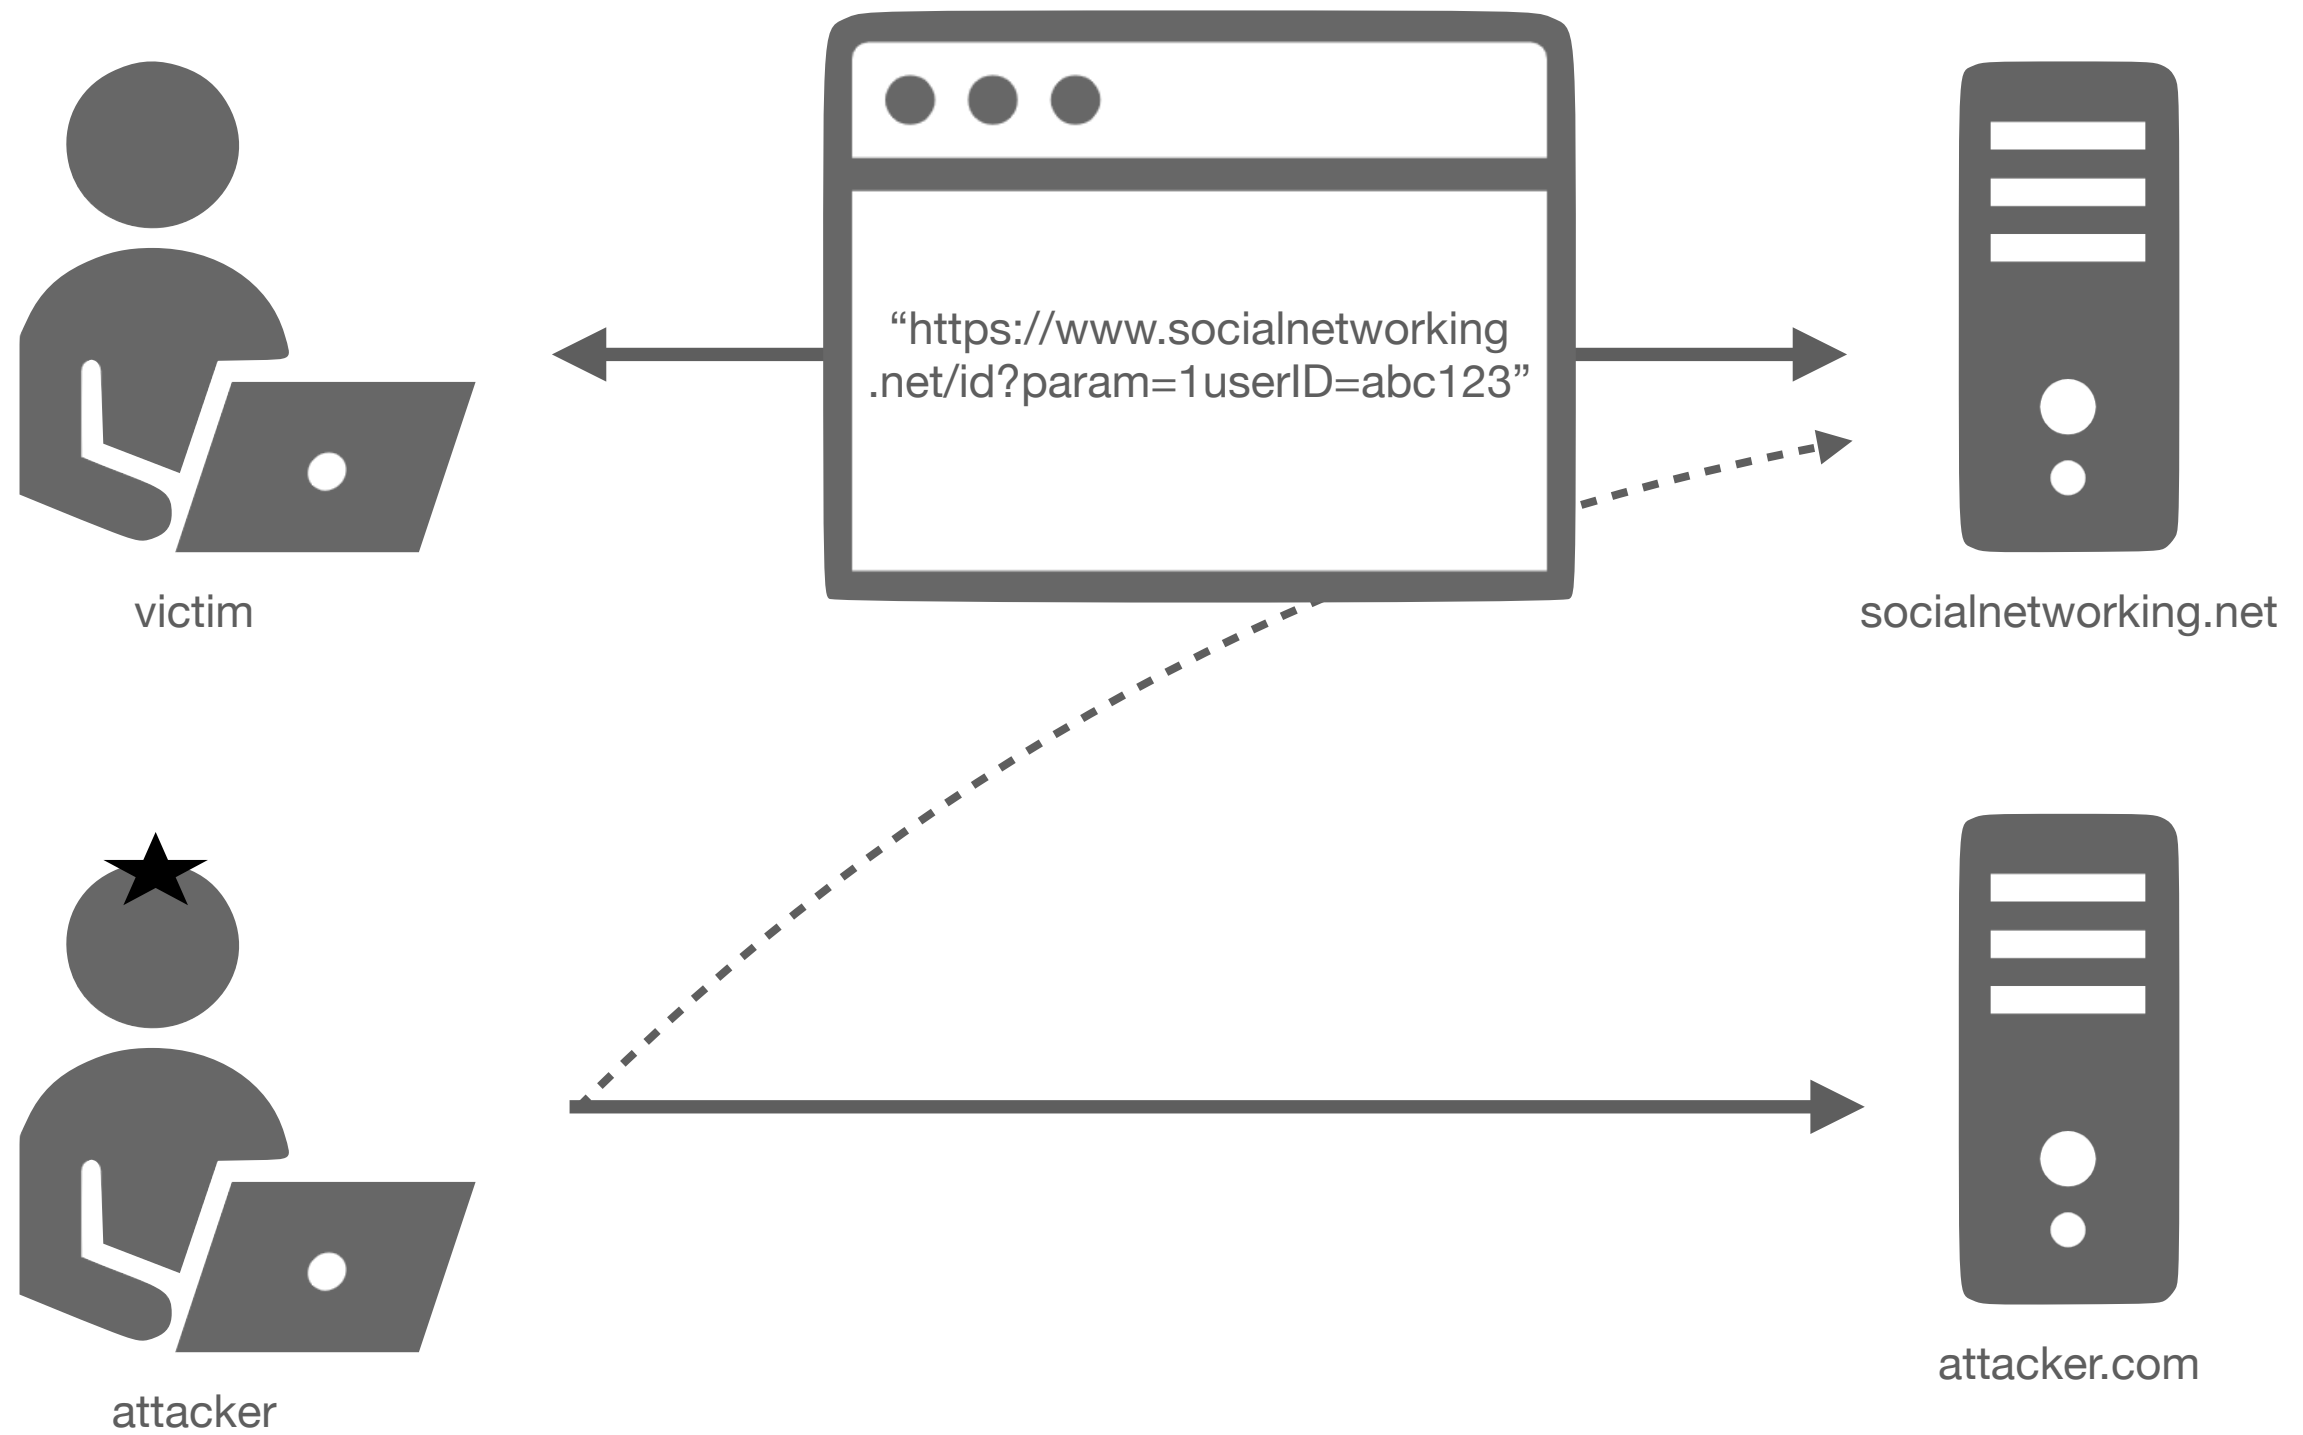 “https://www.socialnetworking
.net/id?param=1userID=abc123”
victim
socialnetworking.net
attacker
attacker.com